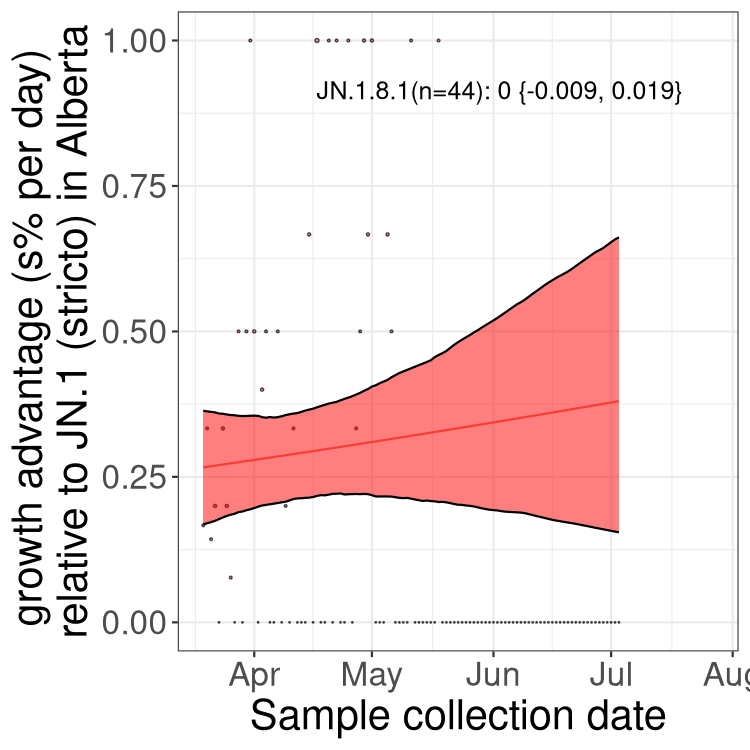 growth advantage (s% per day)
relative to JN.1 (stricto) in Alberta
1.00
0.75
0.50
0.25
0.00
JN.1.8.1(n=44): 0 {-0.009, 0.019}
Apr May Jun Jul Aug
Sample collection date